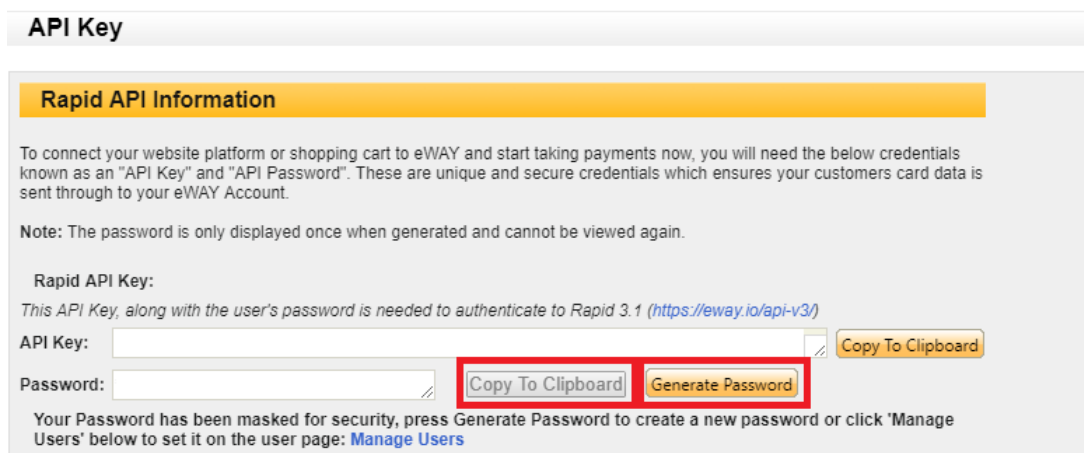 API Key
Rapid API Information
To connect your website platform or shopping cart to eWAY and start taking payments now, you will need the below credentials
known as an "API Key" and "API Password". These are unique and secure credentials which ensures your customers card data is
sent through to your eWAY Account.
Note: The password is only displayed once when generated and cannot be viewed again.
Rapid API Key:
This API Key, along with the user's password is needed to authenticate to Rapid 3.1 (https://eway.io/api-v3/)
API Key: Copy To Clipboard
Password: Copy To Clipboard Generate Password
Your Password has been masked for security, press Generate Password to create a new password or click 'Manage
Users' below to set it on the user page: Manage Users